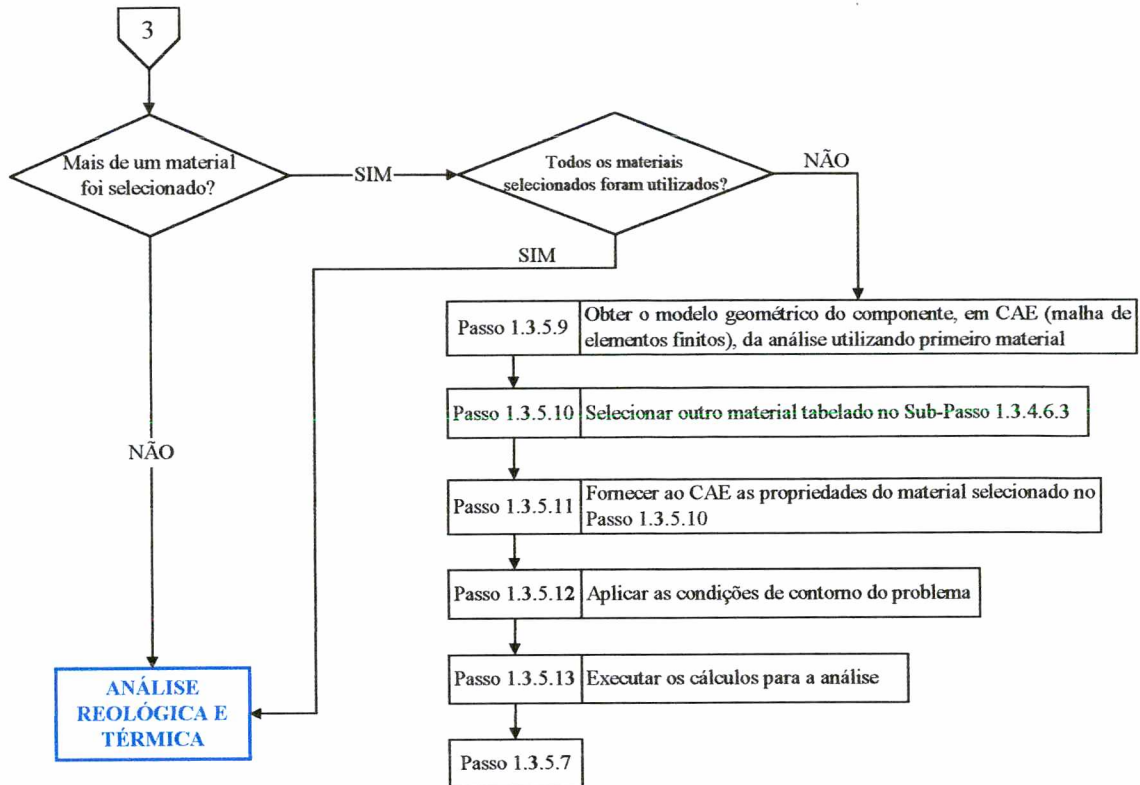 3
Mais de um material
foi selecionado?
SIM
Todos os materiais
selecionados foram utilizados?
NÃO
SIM
Passo 1.3.5.9
Obter o modelo geométrico do componente, em CAE (malha de
elementos finitos), da análise utilizando primeiro material
Passo 1.3.5.10
Selecionar outro material tabelado no Sub-Passo 1.3.4.6.3
NÃO
Passo 1.3.5.11
Fornecer ao CAE as propriedades do material selecionado no
Passo 1.3.5.10
Passo 1.3.5.12
Aplicar as condições de contorno do problema
Passo 1.3.5.13
Executar os cálculos para a análise
ANÁLISE
REOLÓGICA E
TÉRMICA
Passo 1.3.5.7